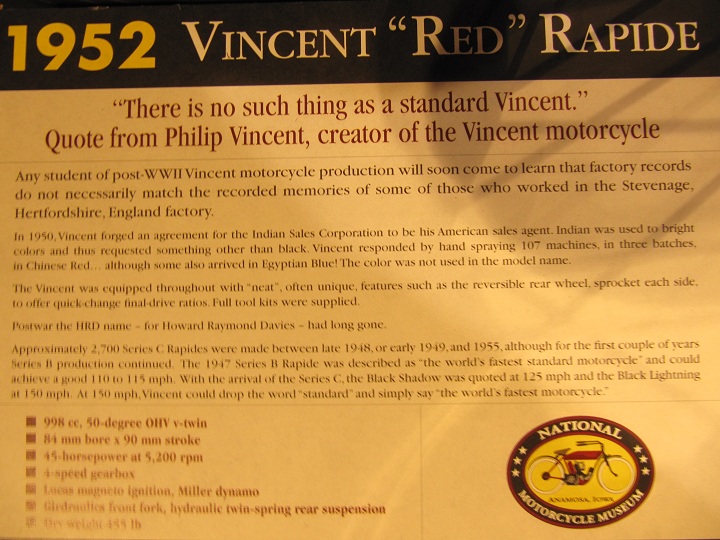 1952 VINCENT “RED” RAPIDE
“There is no such thing as a standard Vincent.”
Quote from Philip Vincent, creator of the Vincent motorcycle
Any student of post-WWII Vincent motorcycle production will soon come to learn that factory records
do not necessarily match the recorded memories of some of those who worked in the Stevenage,
Hertfordshire, England factory.
In 1950, Vincent forged an agreement for the Indian Sales Corporation to be his American sales agent. Indian was used to bright
colors and thus requested something other than black. Vincent responded by hand spraying 107 machines, in three batches,
in Chinese Red... although some also arrived in Egyptian Blue! The color was not used in the model name.
The Vincent was equipped throughout with “neat”, often unique, features such as the reversible rear wheel, sprocket each side,
to offer quick-change final-drive ratios. Full tool kits were supplied.
Postwar the HRD name – for Howard Raymond Davies – had long gone.
Approximately 2,700 Series C Rapides were made between late 1948, or early 1949, and 1955, although for the first couple of years
Series B production continued. The 1947 Series B Rapide was described as “the world's fastest standard motorcycle” and could
achieve a good 110 to 115 mph. With the arrival of the Series C, the Black Shadow was quoted at 125 mph and the Black Lightning
at 150 mph. At 150 mph, Vincent could drop the word “standard” and simply say “the world's fastest motorcycle.”
998 cc, 50-degree OHV v-twin
84 mm bore x 90 mm stroke
45-horsepower at 5,200 rpm
4-speed gearbox
Lucas magneto ignition, Miller dynamo
Girdraulics front fork, hydraulic twin-spring rear suspension
Dry weight 455 lb
NATIONAL
ANAMOSA, IOWA
MOTORCYCLE MUSEUM